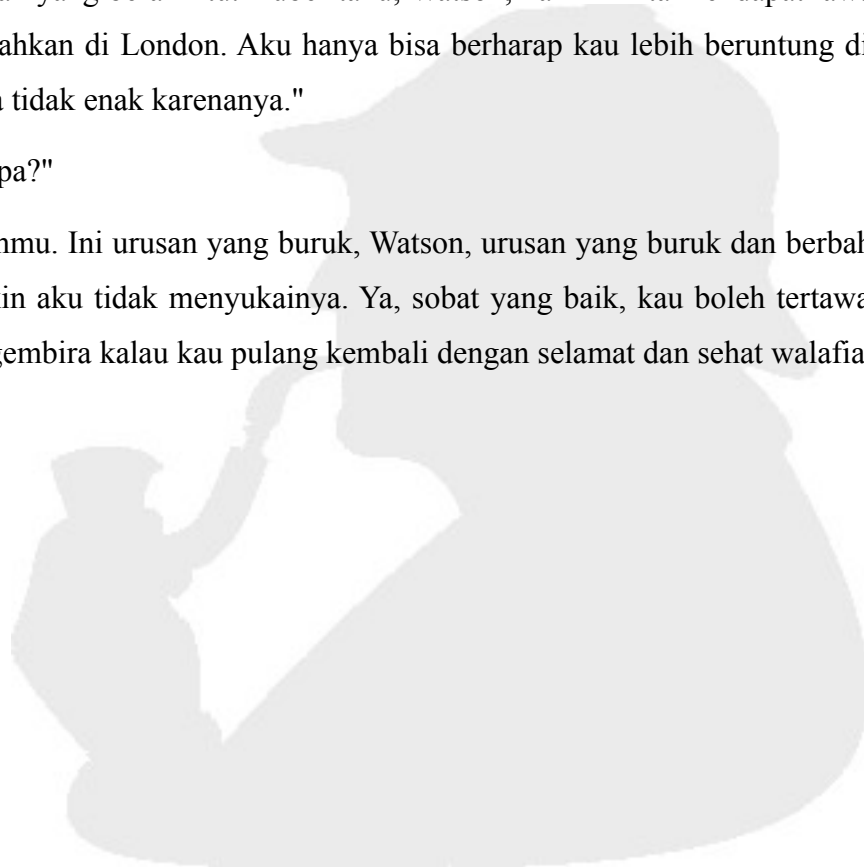 Watson,
ahkan di London. Aku hanya bisa berharap kau lebih beruntung di
tidak enak karenanya."
pa?"
nmu. Ini urusan yang buruk, Watson, urusan yang buruk dan berbah
in aku tidak menyukainya. Ya, sobat yang baik, kau boleh tertawa
gembira kalau kau pulang kembali dengan selamat dan sehat walafia